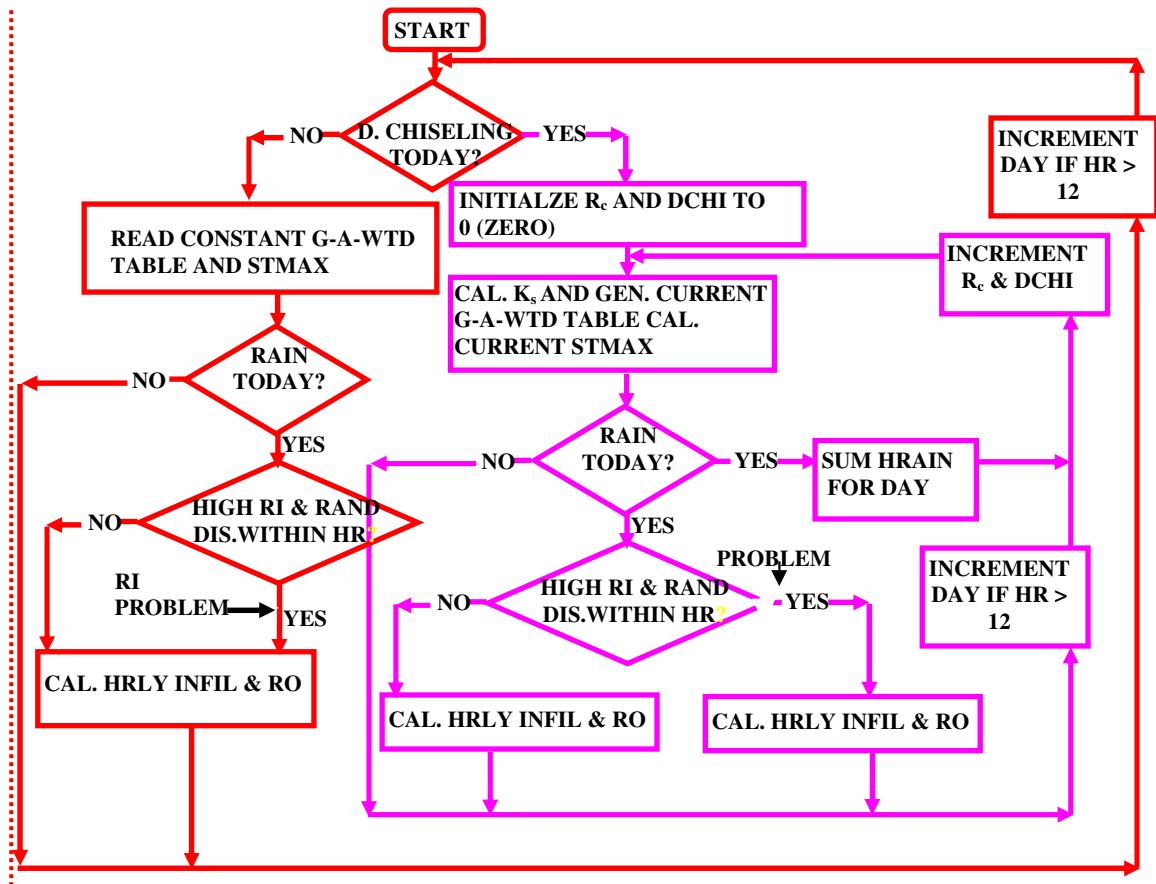 START
NO
D. CHISELING
TODAY?
YES
INCREMENT
DAY IF HR >
12
INITIALZE Rc AND DCHI TO
0 (ZERO)
READ CONSTANT G-A-WTD
TABLE AND STMAX
INCREMENT
Rc & DCHI
CAL. Ks AND GEN. CURRENT
G-A-WTD TABLE CAL.
CURRENT STMAX
NO
RAIN
TODAY?
YES
NO
RAIN
TODAY?
YES
SUM HRAIN
FOR DAY
YES
NO
HIGH RI & RAND
DIS.WITHIN HR?
RI
PROBLEM
YES
CAL. HRLY INFIL & RO
PROBLEM
NO
HIGH RI & RAND
DIS.WITHIN HR?
YES
INCREMENT
DAY IF HR >
12
CAL. HRLY INFIL & RO
CAL. HRLY INFIL & RO